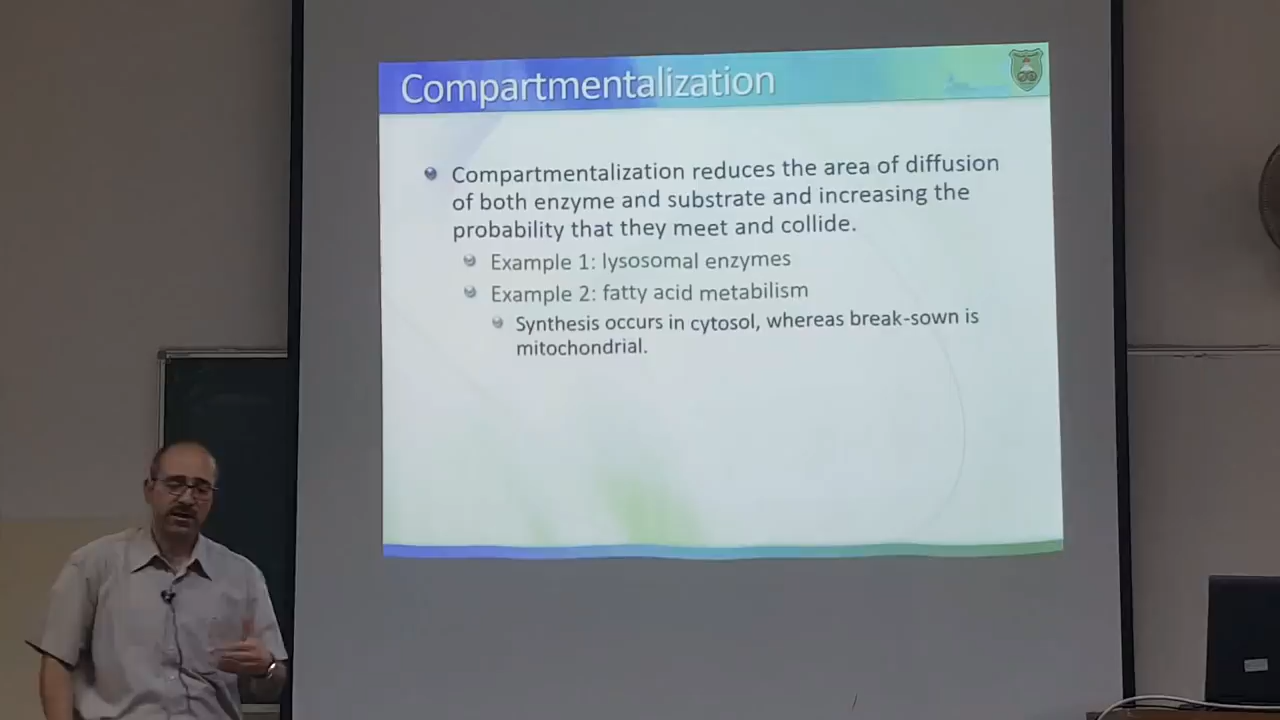 Compartmentalization
Compartmentalization reduces the area of diffusion
of both enzyme and substrate and increasing the
probability that they meet and collide.
Example 1: lysosomal enzymes
Example 2: fatty acid metabilism
Synthesis occurs in cytosol, whereas break-sown is
mitochondrial.